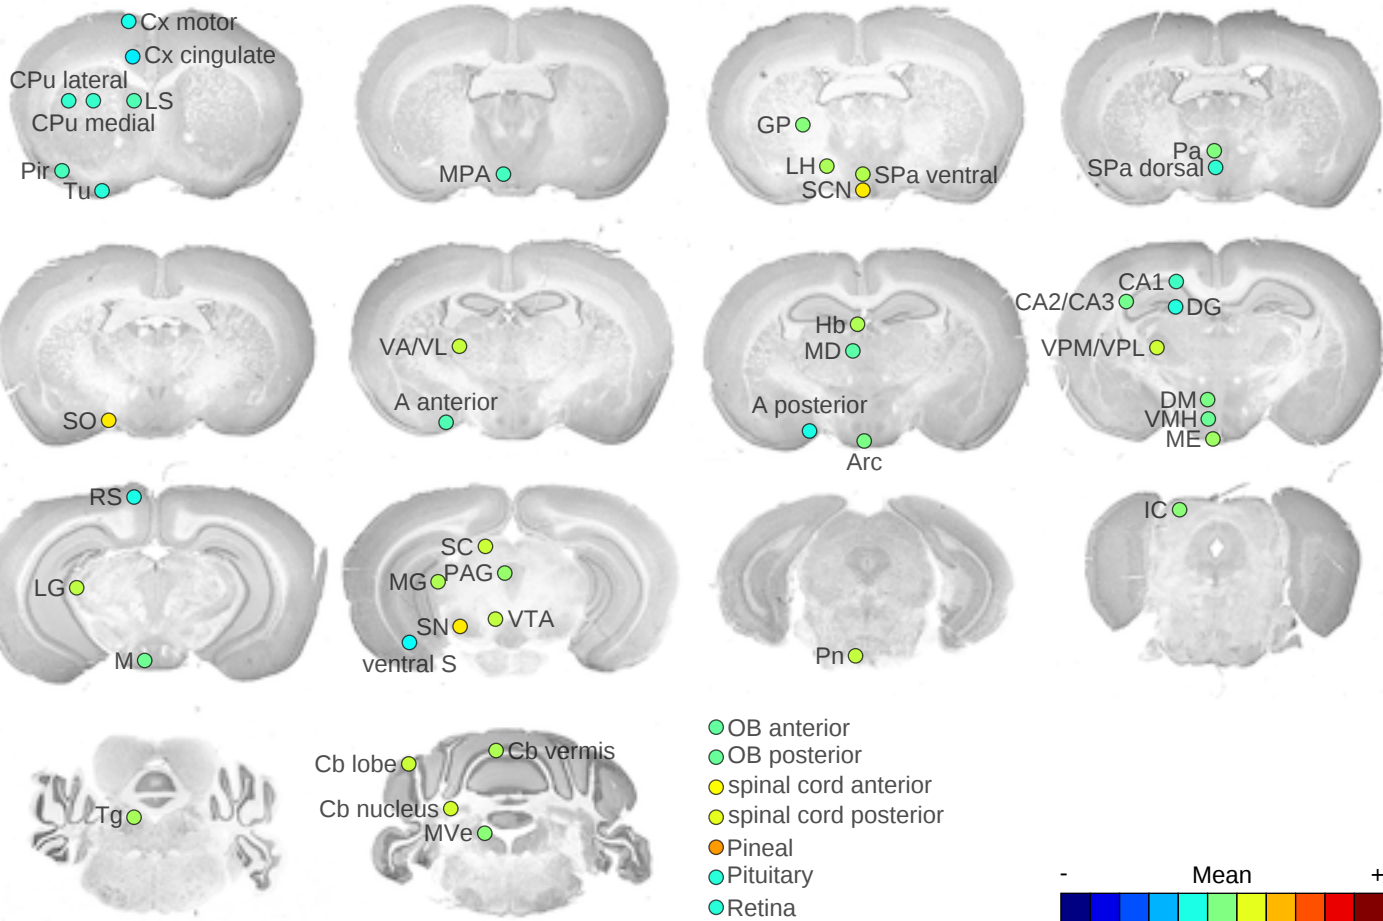 Cx motor
Cx cingulate
CPu lateral
LS
CPu medial
Pir
Tu
MPA
GP
LH
SPa ventral
SCN
Pa
SPa dorsal
SO
VA/VL
A anterior
Hb
MD
A posterior
Arc
CA1
CA2/CA3
DG
VPM/VPL
DM
VMH
ME
RS
LG
M
SC
MG
PAG
SN
VTA
ventral S
Pn
IC
Tg
Cb lobe
Cb vermis
Cb nucleus
MVe
OB anterior
OB posterior
spinal cord anterior
spinal cord posterior
Pineal
Pituitary
Retina
- Mean +